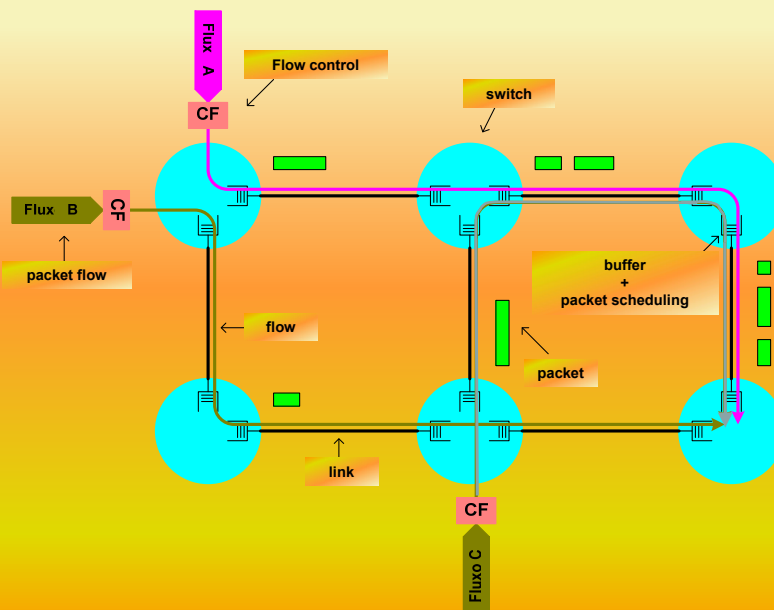 Flux A
CF
Flow control
switch
Flux B
CF
packet flow
buffer
+
packet scheduling
flow
packet
link
CF
Fluxo C